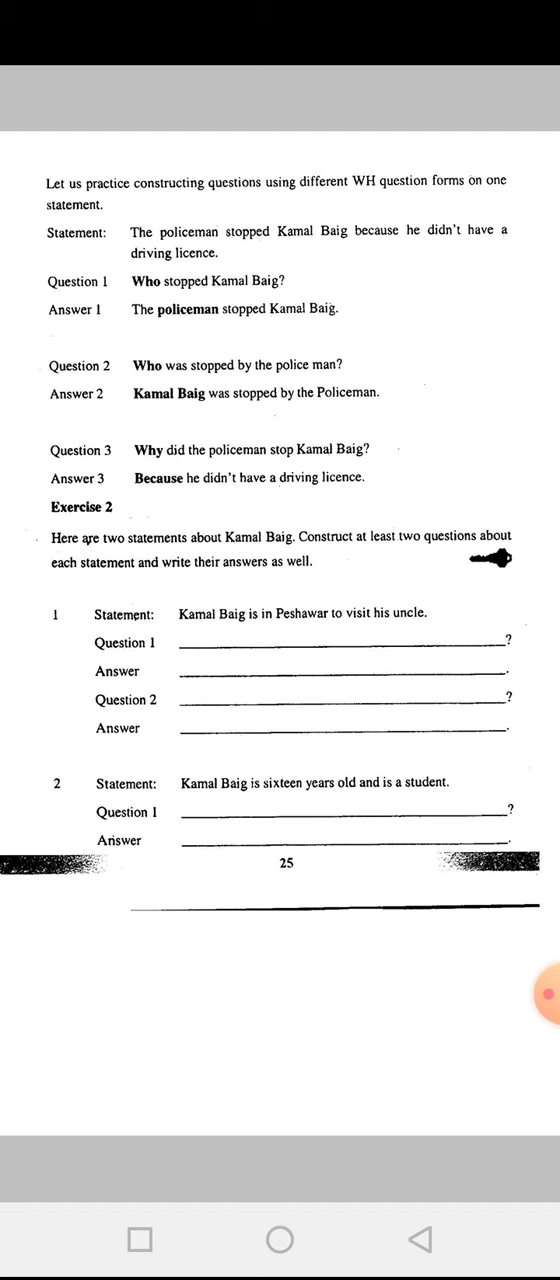 Let us practice constructing questions using different WH question forms on one
statement.
Statement: The policeman stopped Kamal Baig because he didn't have a
driving licence.
Question 1 Who stopped Kamal Baig?
Answer 1 The policeman stopped Kamal Baig.
Question 2 Who was stopped by the police man?
Answer 2 Kamal Baig was stopped by the Policeman.
Question 3 Why did the policeman stop Kamal Baig?
Answer 3 Because he didn't have a driving licence.
Exercise 2
Here are two statements about Kamal Baig. Construct at least two questions about
each statement and write their answers as well.
1 Statement: Kamal Baig is in Peshawar to visit his uncle.
Question 1 ?
Answer .
Question 2 ?
Answer .
2 Statement: Kamal Baig is sixteen years old and is a student.
Question 1 ?
Answer .
25